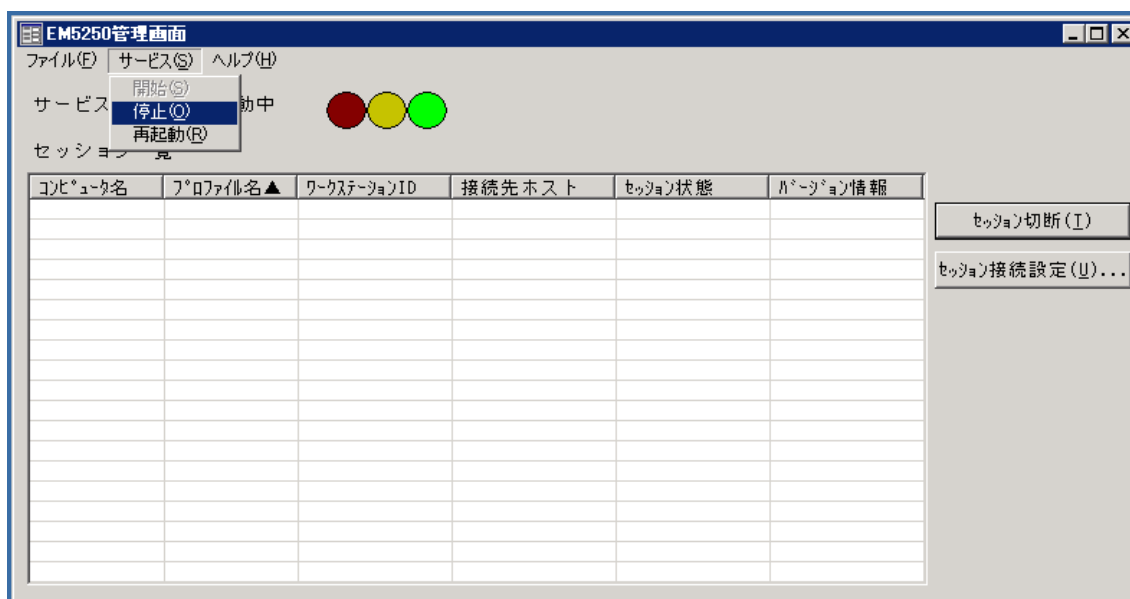 EM5250管理画面
ファイル(F) サービス(S) ヘルプ(H)
開始(S)
サービス 動中
停止(O)
再起動(R)
セッション一覧
コンピュータ名 プロファイル名▲ ワークステーションID 接続先ホスト セッション状態 バージョン情報
セッション切断(T)
セッション接続設定(U)...